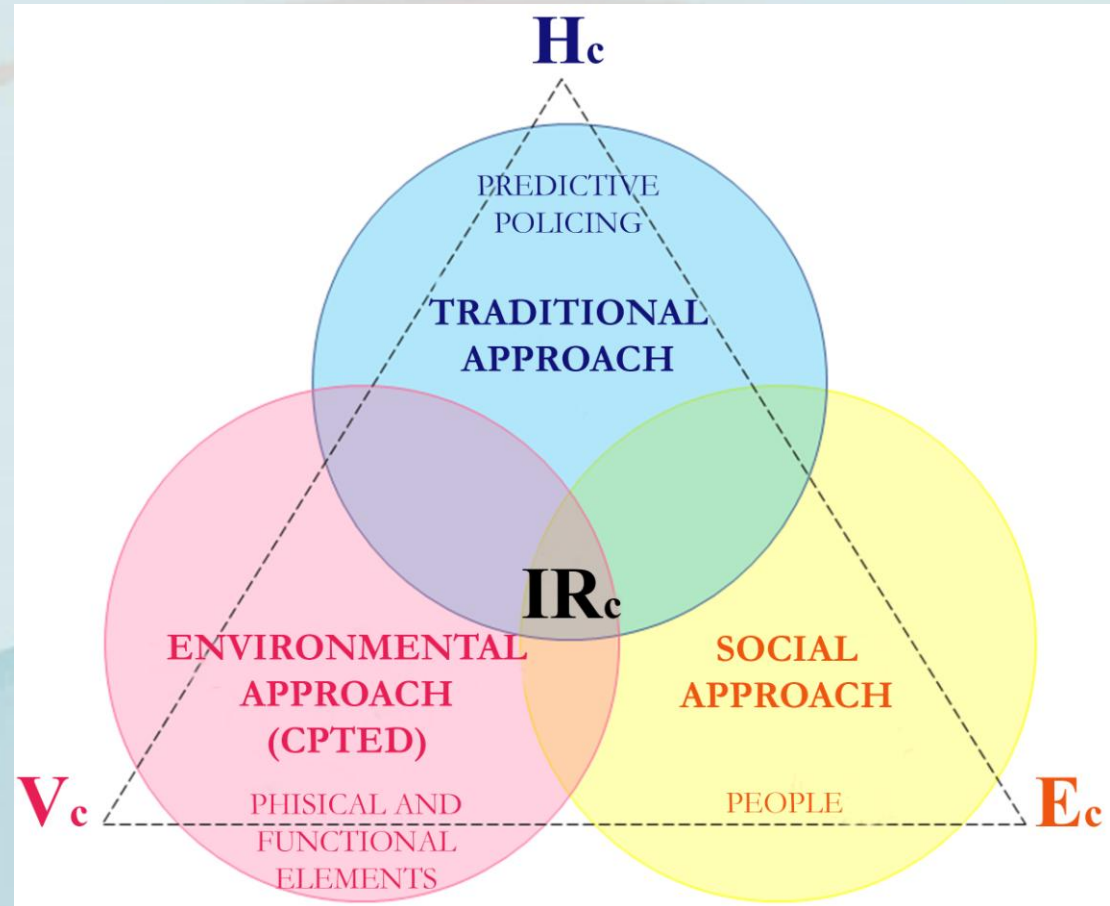 Hc
PREDICTIVE
POLICING
TRADITIONAL
APPROACH
IRc
ENVIRONMENTAL
APPROACH
(CPTED)
SOCIAL
APPROACH
Vc
PHISICAL AND
FUNCTIONAL
ELEMENTS
PEOPLE
Ec